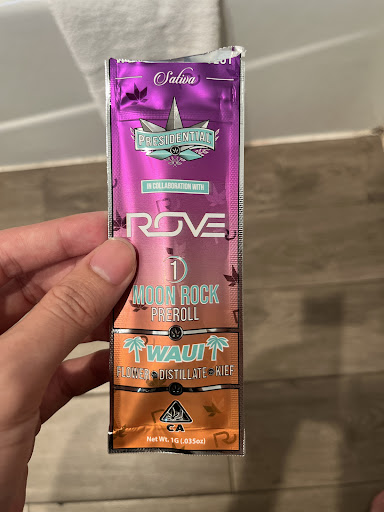 Sativa
PRESIDENTIAL
IN COLLABORATION WITH
ROVE
1
MOON ROCK
PREROLL
WAUI
FLOWER + DISTILLATE + KIEF
CA
Net Wt. 1G (.035oz)